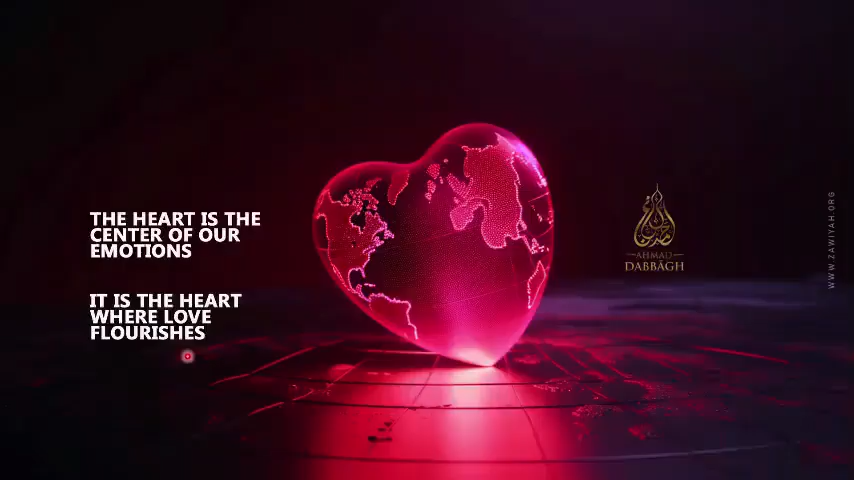 THE HEART IS THE
CENTER OF OUR
EMOTIONS
IT IS THE HEART
WHERE LOVE
FLOURISHES
AHMAD
DABBĀGH
WWW.ZAWIYAH.ORG